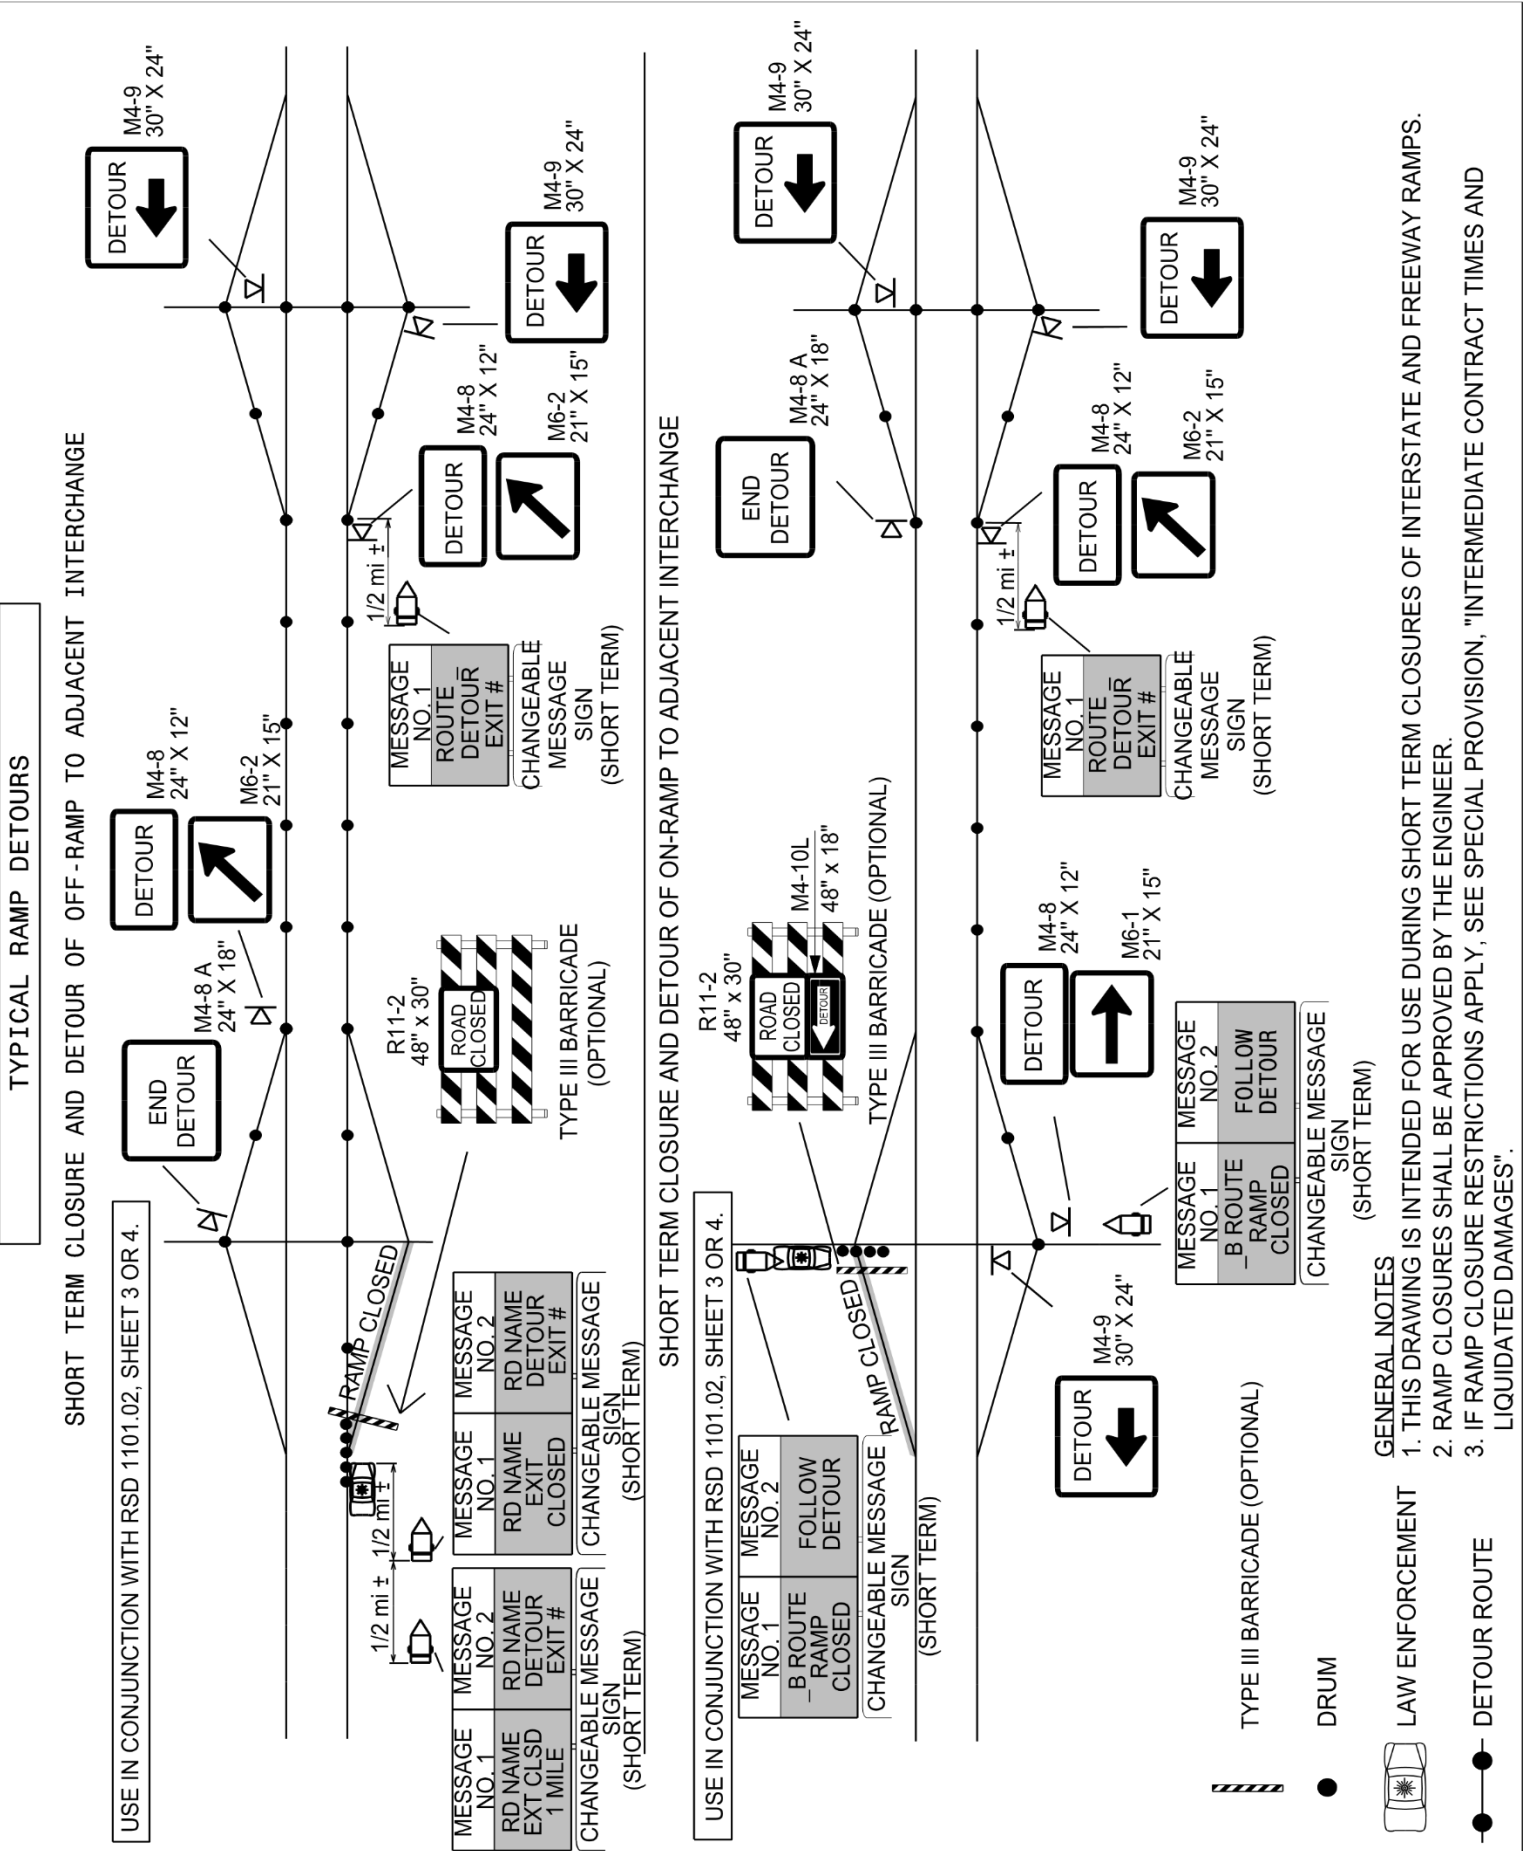 TYPICAL RAMP DETOURS
SHORT TERM CLOSURE AND DETOUR OF OFF-RAMP TO ADJACENT INTERCHANGE
USE IN CONJUNCTION WITH RSD 1101.02, SHEET 3 OR 4.
END
DETOUR
M4-8 A
24" X 18"
DETOUR
M4-8
24" X 12"
M6-2
21" X 15"
DETOUR
M4-9
30" X 24"
RAMP CLOSED
1/2 mi ±
1/2 mi ±
MESSAGE
NO. 1
RD NAME
EXT CLSD
1 MILE
MESSAGE
NO. 2
RD NAME
DETOUR
EXIT #
CHANGEABLE MESSAGE
SIGN
(SHORT TERM)
MESSAGE
NO. 1
RD NAME
EXIT
CLOSED
MESSAGE
NO. 2
RD NAME
DETOUR
EXIT #
CHANGEABLE MESSAGE
SIGN
(SHORT TERM)
R11-2
48" x 30"
ROAD
CLOSED
TYPE III BARRICADE
(OPTIONAL)
1/2 mi ±
MESSAGE
NO. 1
ROUTE
DETOUR_
EXIT #
CHANGEABLE
MESSAGE
SIGN
(SHORT TERM)
DETOUR
M4-8
24" X 12"
M6-2
21" X 15"
DETOUR
M4-9
30" X 24"
SHORT TERM CLOSURE AND DETOUR OF ON-RAMP TO ADJACENT INTERCHANGE
USE IN CONJUNCTION WITH RSD 1101.02, SHEET 3 OR 4.
MESSAGE
NO. 1
_B ROUTE
RAMP
CLOSED
MESSAGE
NO. 2
FOLLOW
DETOUR
CHANGEABLE MESSAGE
SIGN
(SHORT TERM)
RAMP CLOSED
R11-2
48" x 30"
ROAD
CLOSED
DETOUR
M4-10L
48" x 18"
TYPE III BARRICADE (OPTIONAL)
END
DETOUR
M4-8 A
24" X 18"
DETOUR
M4-9
30" X 24"
DETOUR
M4-9
30" X 24"
MESSAGE
NO. 1
_B ROUTE
RAMP
CLOSED
MESSAGE
NO. 2
FOLLOW
DETOUR
CHANGEABLE MESSAGE
SIGN
(SHORT TERM)
DETOUR
M4-8
24" X 12"
M6-1
21" X 15"
1/2 mi ±
MESSAGE
NO. 1
ROUTE
DETOUR_
EXIT #
CHANGEABLE
MESSAGE
SIGN
(SHORT TERM)
DETOUR
M4-8
24" X 12"
M6-2
21" X 15"
DETOUR
M4-9
30" X 24"
TYPE III BARRICADE (OPTIONAL)
DRUM
LAW ENFORCEMENT
DETOUR ROUTE
GENERAL NOTES
1. THIS DRAWING IS INTENDED FOR USE DURING SHORT TERM CLOSURES OF INTERSTATE AND FREEWAY RAMPS.
2. RAMP CLOSURES SHALL BE APPROVED BY THE ENGINEER.
3. IF RAMP CLOSURE RESTRICTIONS APPLY, SEE SPECIAL PROVISION, "INTERMEDIATE CONTRACT TIMES AND
LIQUIDATED DAMAGES".